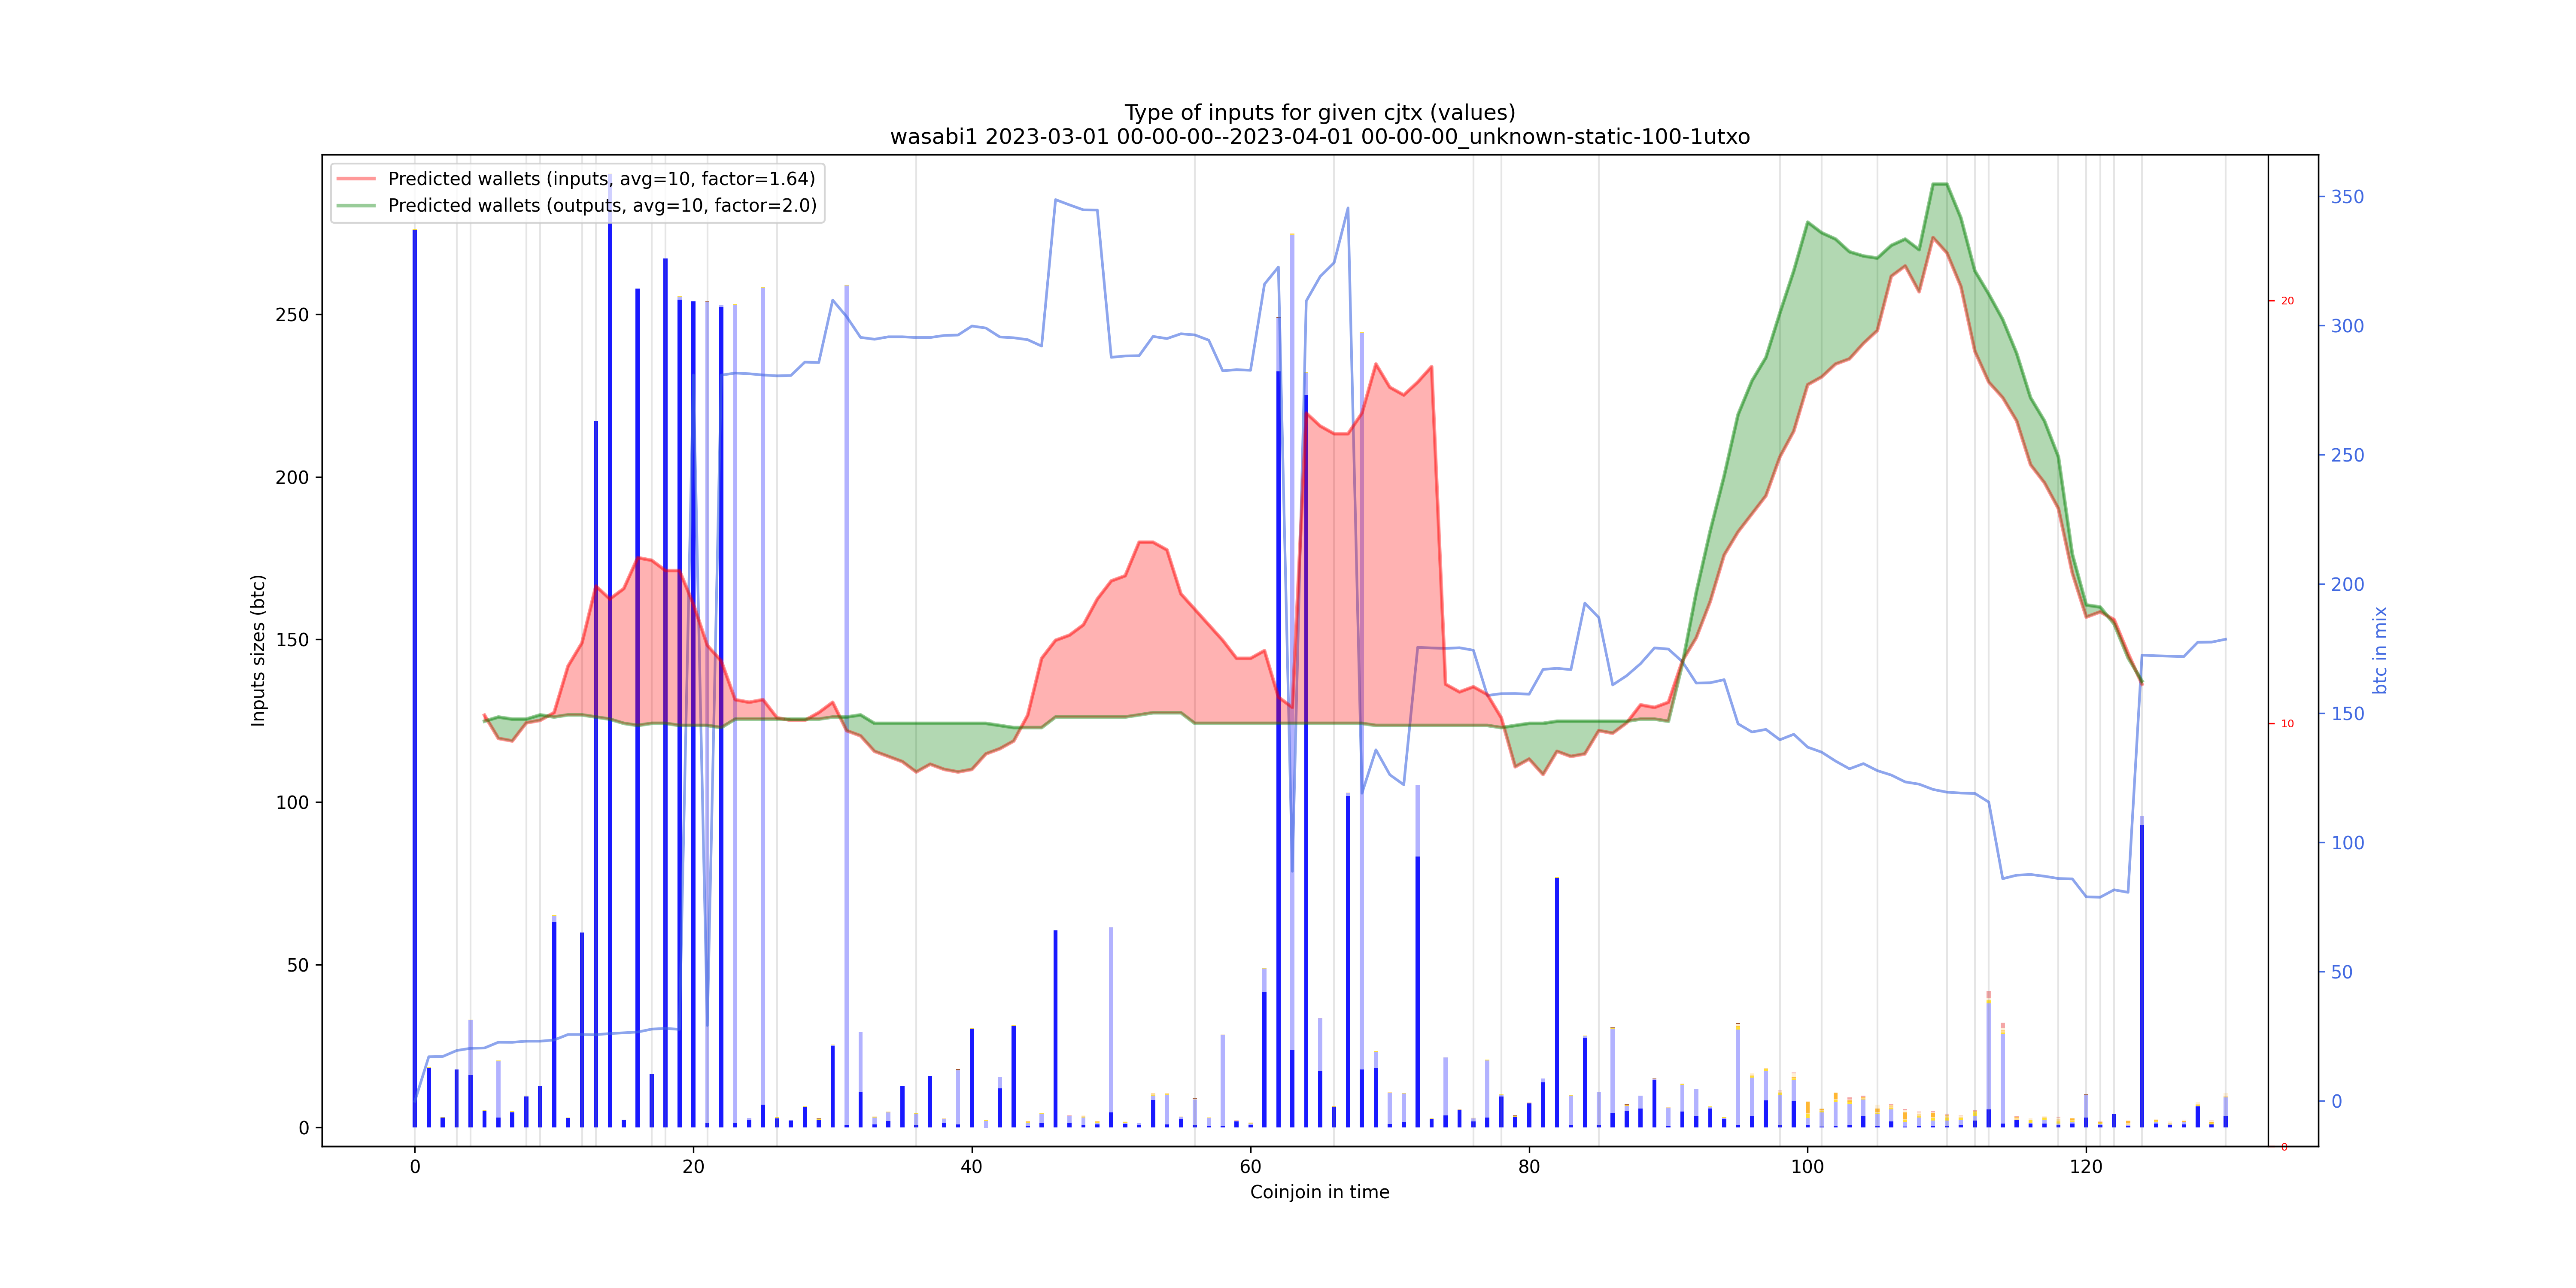 Type of inputs for given cjtx (values)
wasabi1 2023-03-01 00-00-00--2023-04-01 00-00-00_unknown-static-100-1utxo
Predicted wallets (inputs, avg=10, factor=1.64)
Predicted wallets (outputs, avg=10, factor=2.0)
Inputs sizes (btc)
250
200
150
100
50
0
0 20 40 60 80 100 120
Coinjoin in time
20
10
0
350
300
250
200
150
100
50
0
btc in mix